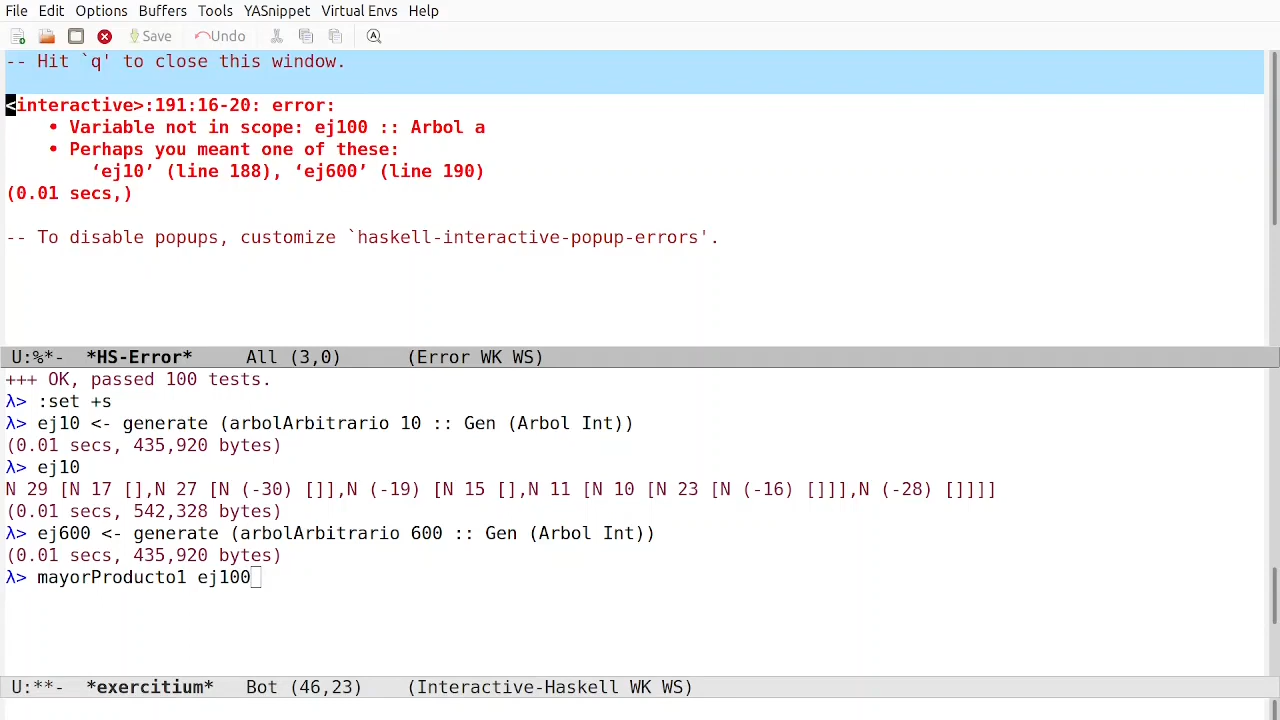 File Edit Options Buffers Tools YASnippet Virtual Envs Help
Save Undo
-- Hit `q' to close this window.
<interactive>:191:16-20: error:
• Variable not in scope: ej100 :: Arbol a
• Perhaps you meant one of these:
‘ej10’ (line 188), ‘ej600’ (line 190)
(0.01 secs,)
-- To disable popups, customize `haskell-interactive-popup-errors'.
U:%*- *HS-Error* All (3,0) (Error WK WS)
+++ OK, passed 100 tests.
λ> :set +s
λ> ej10 <- generate (arbolArbitrario 10 :: Gen (Arbol Int))
(0.01 secs, 435,920 bytes)
λ> ej10
N 29 [N 17 [],N 27 [N (-30) []],N (-19) [N 15 [],N 11 [N 10 [N 23 [N (-16) []]],N (-28) []]]]
(0.01 secs, 542,328 bytes)
λ> ej600 <- generate (arbolArbitrario 600 :: Gen (Arbol Int))
(0.01 secs, 435,920 bytes)
λ> mayorProducto1 ej100
U:**- *exercitium* Bot (46,23) (Interactive-Haskell WK WS)